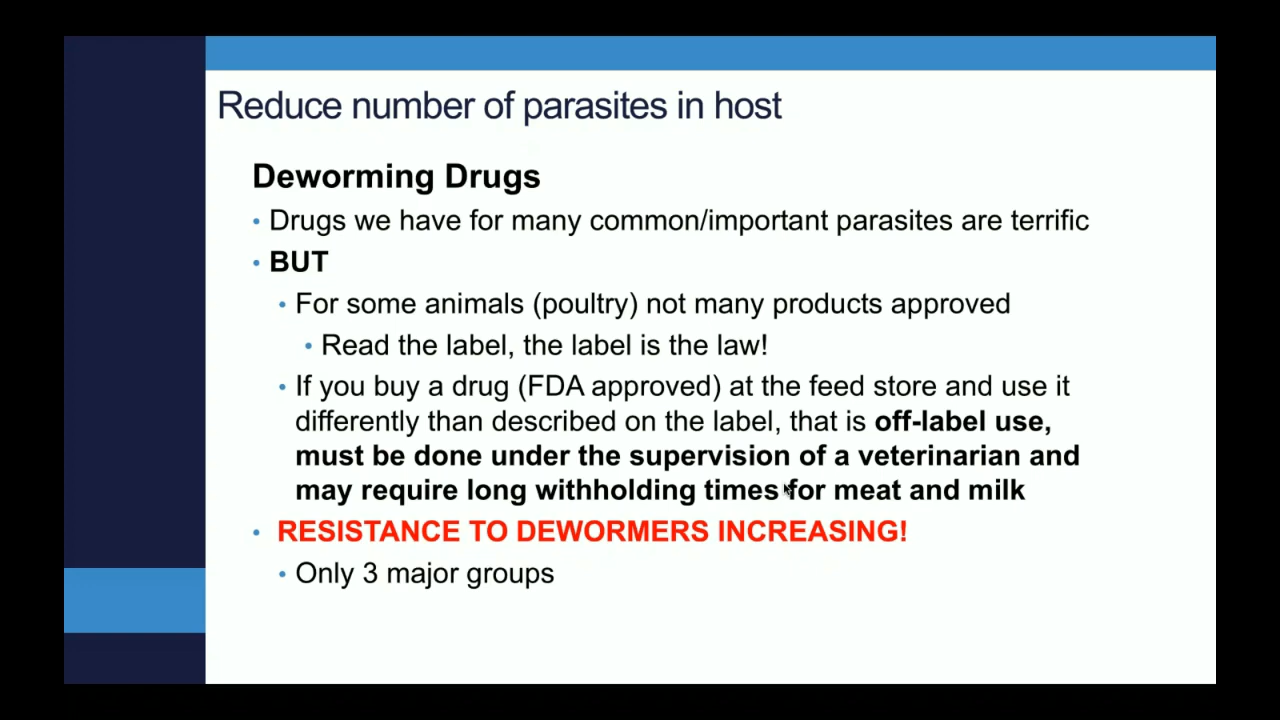 Reduce number of parasites in host
Deworming Drugs
• Drugs we have for many common/important parasites are terrific
• BUT
• For some animals (poultry) not many products approved
• Read the label, the label is the law!
• If you buy a drug (FDA approved) at the feed store and use it
differently than described on the label, that is off-label use,
must be done under the supervision of a veterinarian and
may require long withholding times for meat and milk
• RESISTANCE TO DEWORMERS INCREASING!
• Only 3 major groups